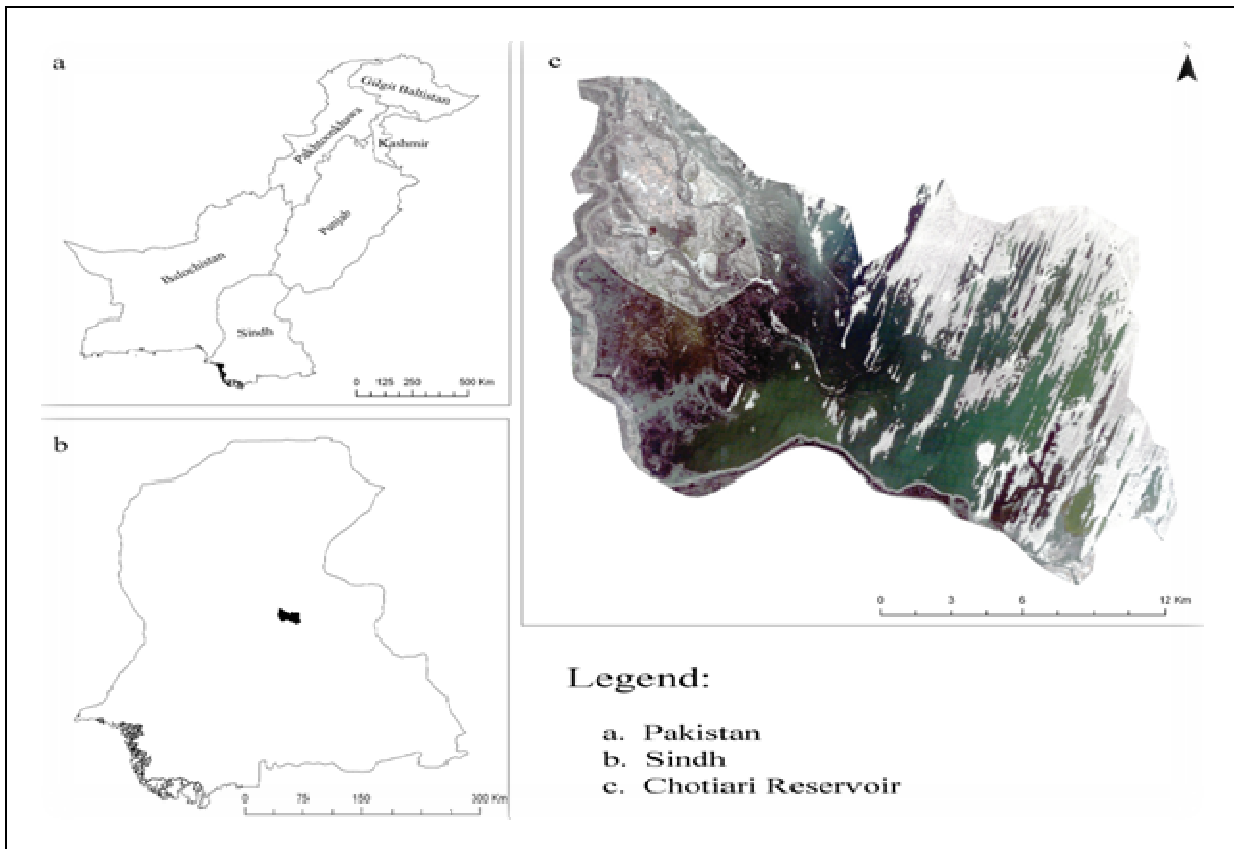 a
Gilgit Baltistan
Pakhtoonkhawa
Kashmir
Punjab
Balochistan
Sindh
0 125 250 500 Km
b
0 75 150 300 Km
c
N
0 3 6 12 Km
Legend:
a. Pakistan
b. Sindh
c. Chotiari Reservoir